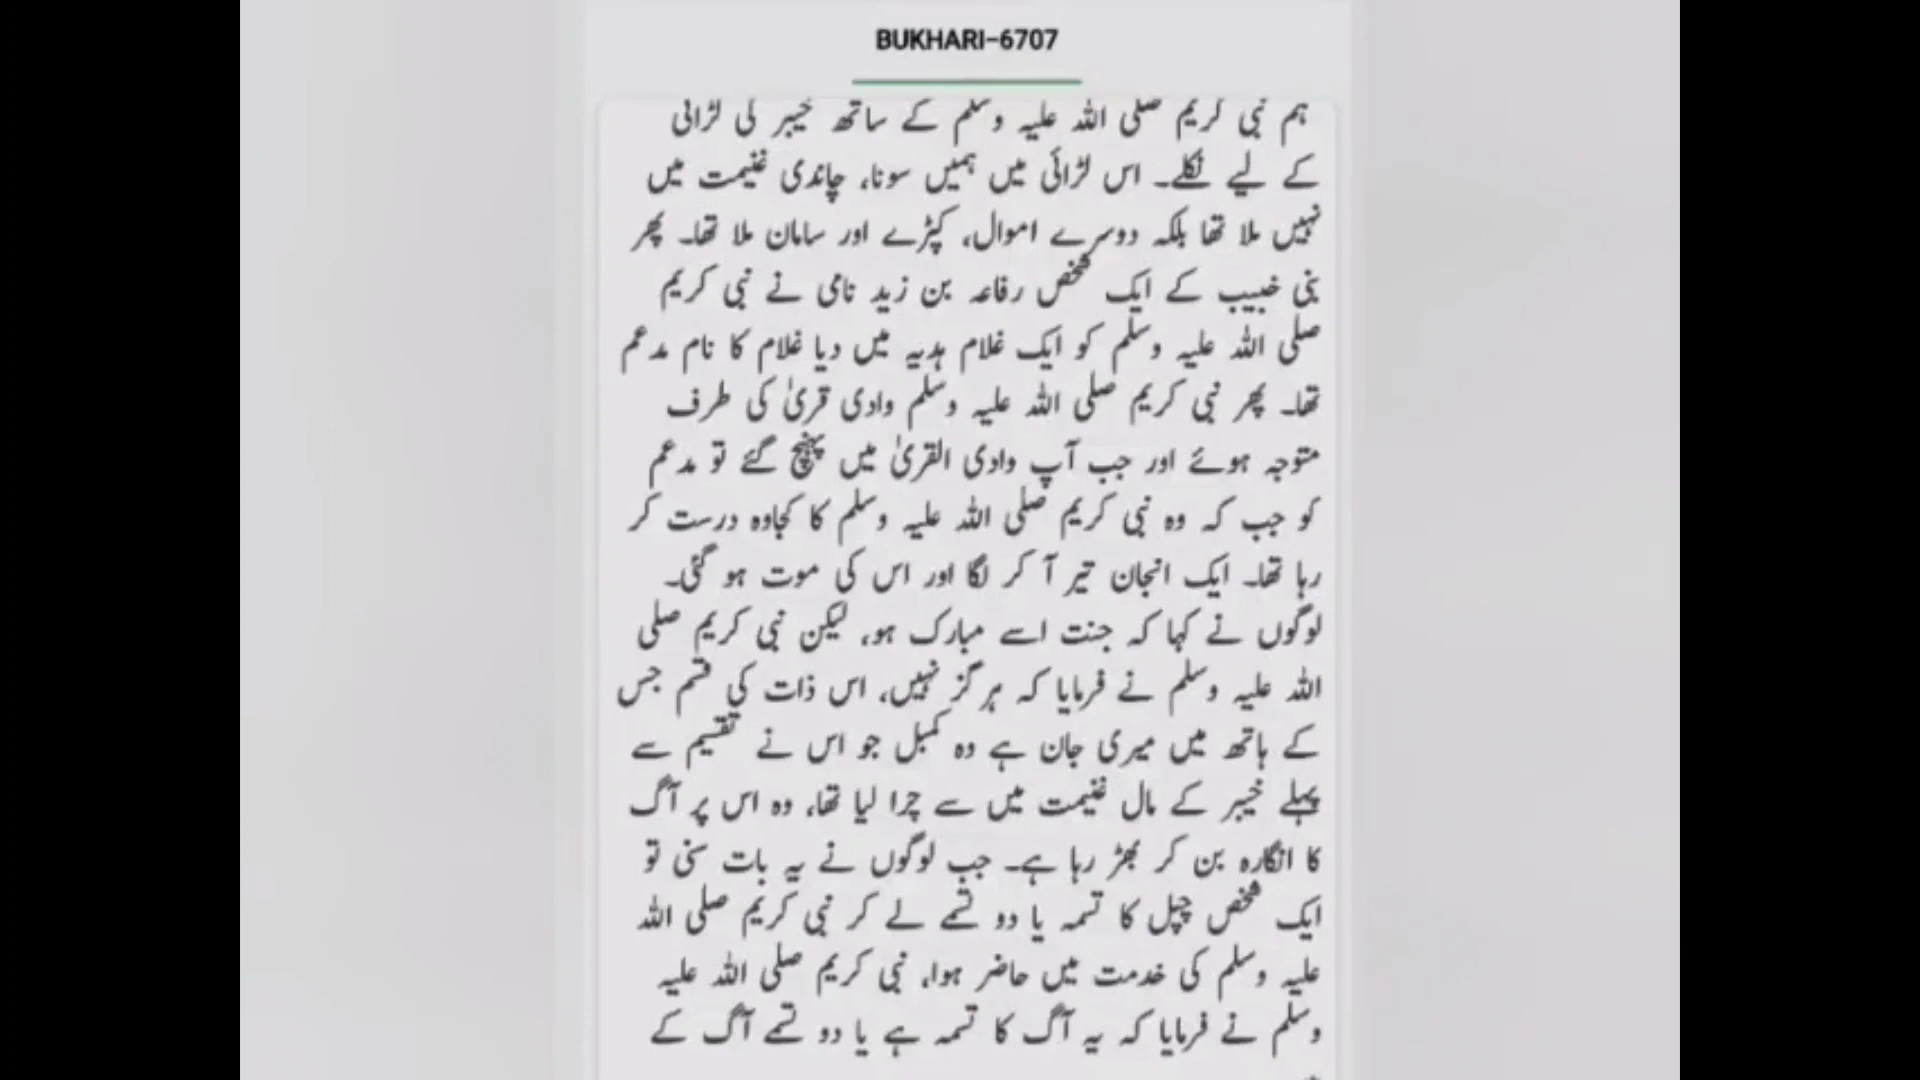 BUKHARI-6707
ہم نبی کریم صلی اللہ علیہ وسلم کے ساتھ خیبر کی لڑائی
کے لیے نکلے۔ اس لڑائی میں ہمیں سونا، چاندی غنیمت میں
نہیں ملا تھا بلکہ دوسرے اموال، کپڑے اور سامان ملا تھا۔ پھر
بنی خبیب کے ایک شخص رفاعہ بن زید نامی نے نبی کریم
صلی اللہ علیہ وسلم کو ایک غلام ہدیہ میں دیا غلام کا نام مدعم
تھا۔ پھر نبی کریم صلی اللہ علیہ وسلم وادی قریٰ کی طرف
متوجہ ہوئے اور جب آپ وادی القریٰ میں پہنچ گئے تو مدعم
کو جب کہ وہ نبی کریم صلی اللہ علیہ وسلم کا کجاوہ درست کر
رہا تھا۔ ایک انجان تیر آ کر لگا اور اس کی موت ہو گئی۔
لوگوں نے کہا کہ جنت اسے مبارک ہو، لیکن نبی کریم صلی
اللہ علیہ وسلم نے فرمایا کہ ہرگز نہیں، اس ذات کی قسم جس
کے ہاتھ میں میری جان ہے وہ کمبل جو اس نے تقسیم سے
پہلے خیبر کے مال غنیمت میں سے چرا لیا تھا، وہ اس پر آگ
کا انگارہ بن کر بھڑ رہا ہے۔ جب لوگوں نے یہ بات سنی تو
ایک شخص چپل کا تسمہ یا دو تسمے لے کر نبی کریم صلی اللہ
علیہ وسلم کی خدمت میں حاضر ہوا، نبی کریم صلی اللہ علیہ
وسلم نے فرمایا کہ یہ آگ کا تسمہ ہے یا دو تسمے آگ کے